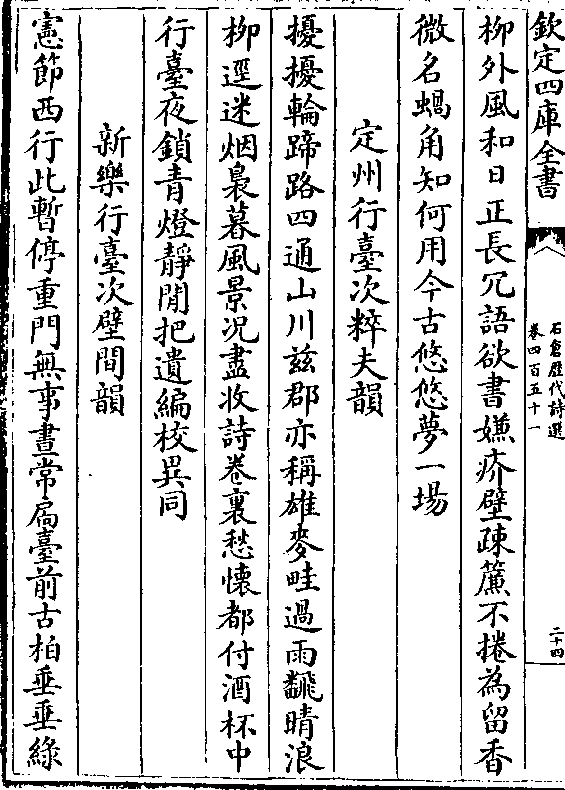 欽定四庫全書
石倉歷代詩選
卷四百五十一
二十四
柳外風和日正長冗語欲書嫌疥壁疎簾不捲為留香
微名蝸角知何用今古悠悠夢一場
定州行臺次粹夫韻
擾擾輪蹄路四通山川兹郡亦稱雄麥畦過雨飜晴浪
柳逕迷烟裊暮風景況盡收詩卷裏愁懷都付酒杯中
行臺夜鎖青燈靜閒把遺編校異同
新樂行臺次壁間韻
憲節西行此暫停重門無事晝常扃臺前古柏垂垂綠